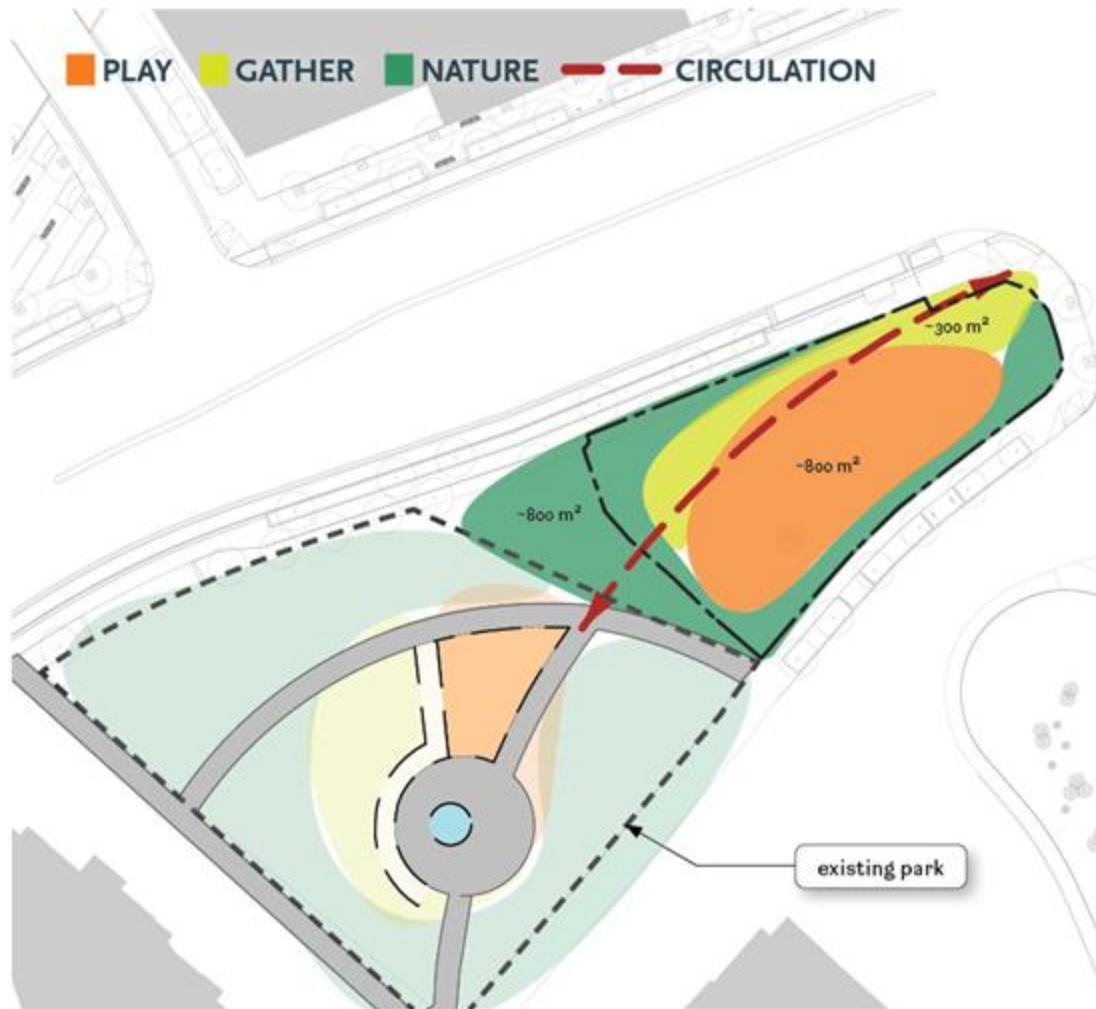 PLAY GATHER NATURE CIRCULATION
~300 m²
~800 m²
~800 m²
existing park